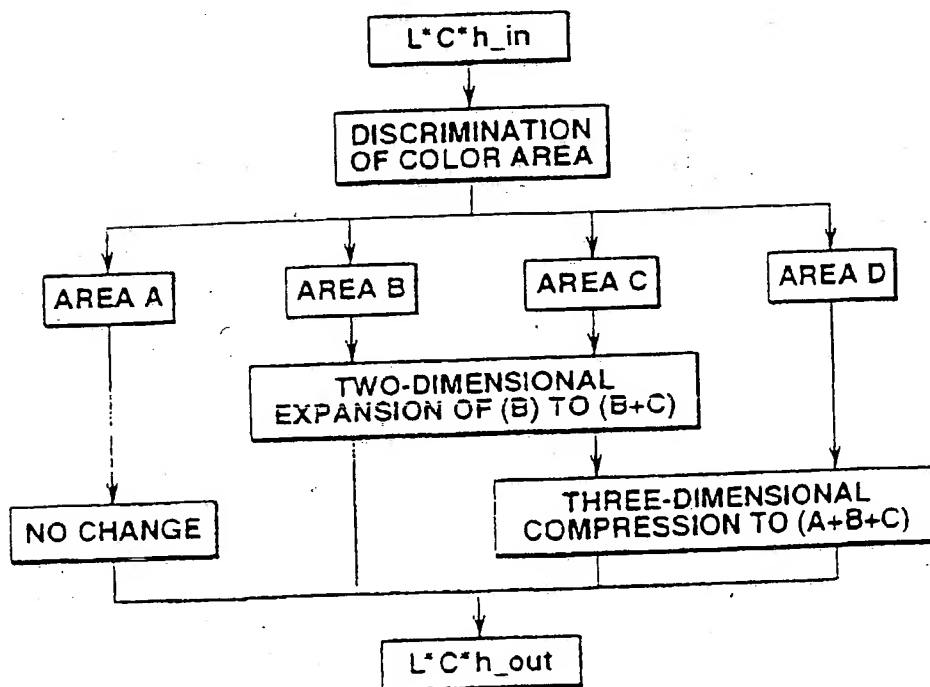 L*C*h_in
DISCRIMINATION
OF COLOR AREA
AREA A
AREA B
AREA C
AREA D
TWO-DIMENSIONAL
EXPANSION OF (B) TO (B+C)
NO CHANGE
THREE-DIMENSIONAL
COMPRESSION TO (A+B+C)
L*C*h_out